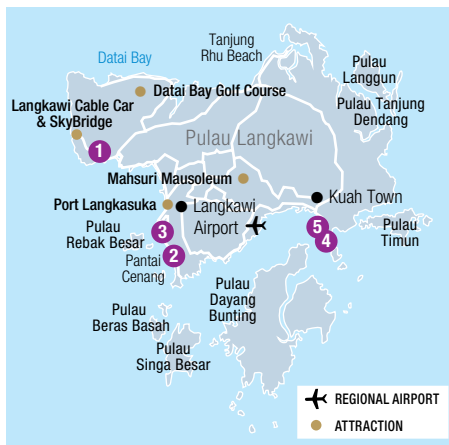 Tanjung
Rhu Beach
Datai Bay
Pulau
Langgun
Datai Bay Golf Course
Langkawi Cable Car
& SkyBridge
Pulau Tanjung
Dendang
1
Pulau Langkawi
Mahsuri Mausoleum
Port Langkasuka
Langkawi
Airport
Kuah Town
Pulau
Rebak Besar
3
5
4
Pulau
Timun
2
Pantai
Cenang
Pulau
Dayang
Bunting
Pulau
Beras Basah
Pulau
Singa Besar
REGIONAL AIRPORT
ATTRACTION